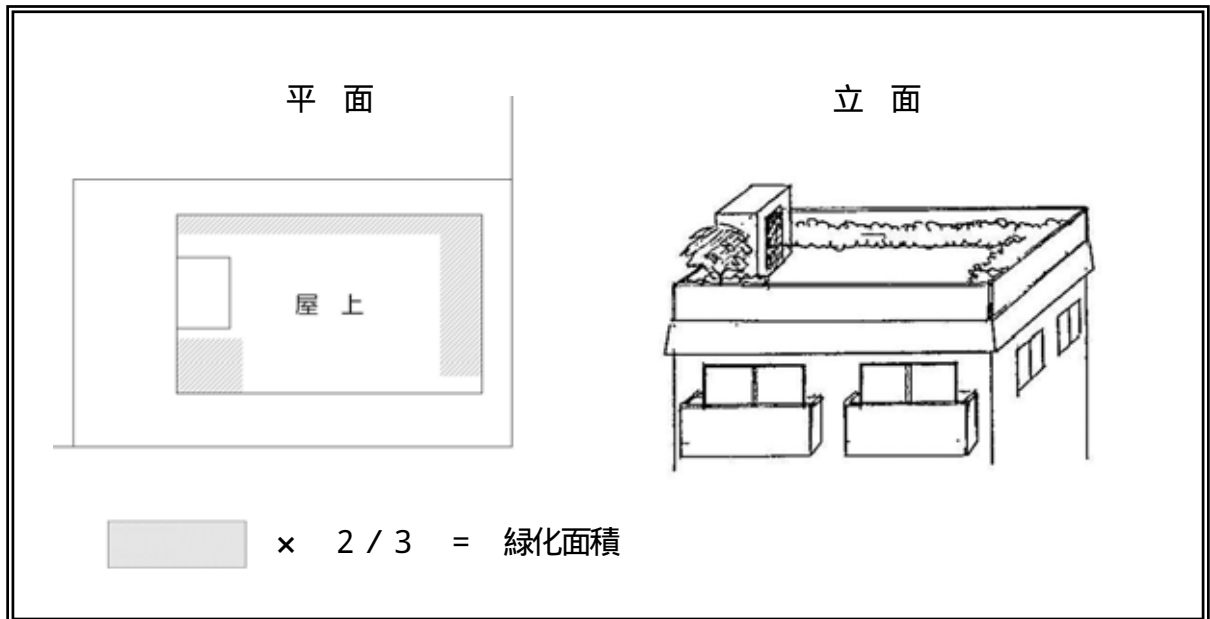 平 面
立 面
屋 上
× 2 / 3 = 緑化面積